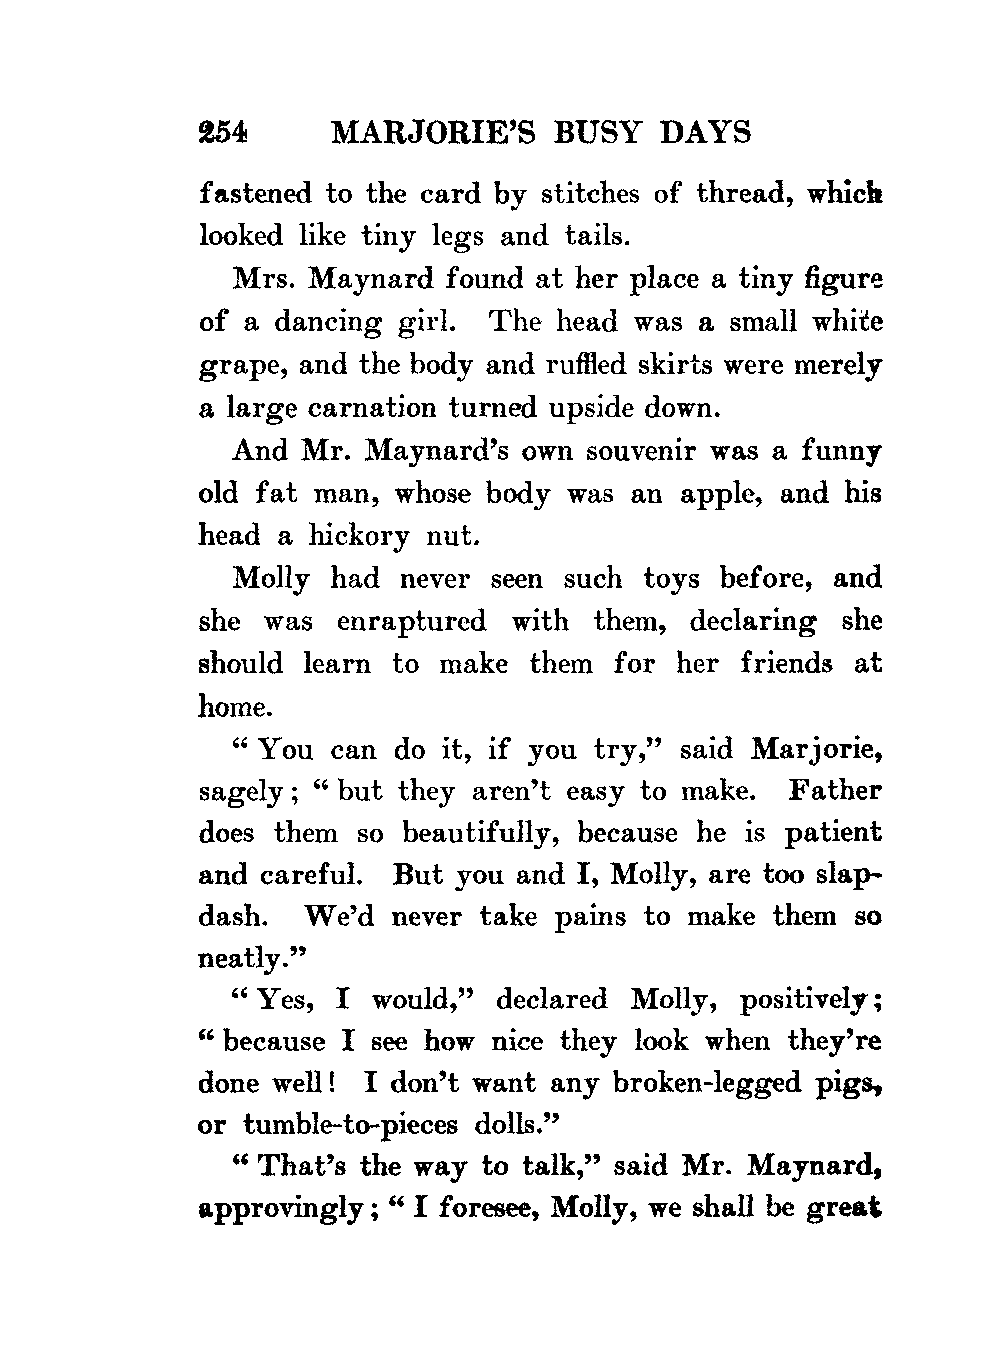 254 MARJORIE'S BUSY DAYS
fastened to the card by stitches of thread, which
looked like tiny legs and tails.
Mrs. Maynard found at her place a tiny figure
of a dancing girl. The head was a small white
grape, and the body and ruffled skirts were merely
a large carnation turned upside down.
And Mr. Maynard's own souvenir was a funny
old fat man, whose body was an apple, and his
head a hickory nut.
Molly had never seen such toys before, and
she was enraptured with them, declaring she
should learn to make them for her friends at
home.
“ You can do it, if you try,” said Marjorie,
sagely ; “ but they aren't easy to make. Father
does them so beautifully, because he is patient
and careful. But you and I, Molly, are too slap-
dash. We'd never take pains to make them so
neatly.”
“ Yes, I would,” declared Molly, positively ;
“ because I see how nice they look when they're
done well! I don't want any broken-legged pigs,
or tumble-to-pieces dolls.”
“ That's the way to talk,” said Mr. Maynard,
approvingly ; “ I foresee, Molly, we shall be great